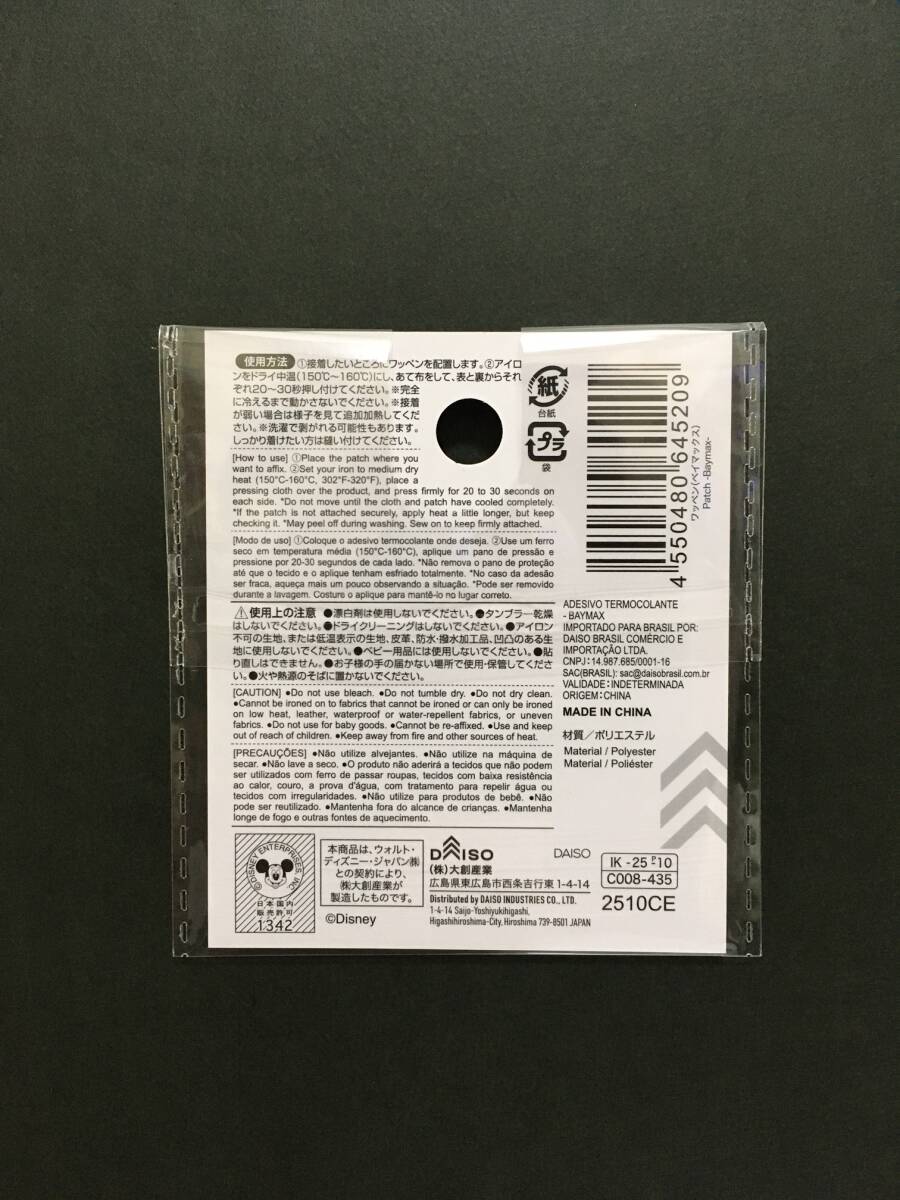 使用方法 ①接着したいところにワッペンを配置します。②アイロ
ンをドライ中温(150℃～160℃)にし、あて布をして、表と裏からそれ
ぞれ20～30秒押し付けてください。※完全
に冷えるまで動かさないでください。※接着
が弱い場合は様子を見て追加加熱してくだ
さい。※洗濯で剥がれる可能性もあります。
しっかり着けたい方は縫い付けてください。
[How to use] ①Place the patch where you
want to affix. ②Set your iron to medium dry
heat (150°C-160°C, 302°F-320°F), place a
pressing cloth over the product, and press firmly for 20 to 30 seconds on
each side. *Do not move until the cloth and patch have cooled completely.
*If the patch is not attached securely, apply heat a little longer, but keep
checking it. *May peel off during washing. Sew on to keep firmly attached.
[Modo de uso] ①Coloque o adesivo termocolante onde deseja. ②Use um ferro
seco em temperatura média (150°C-160°C), aplique um pano de pressão e
pressione por 20-30 segundos de cada lado. *Não remova o pano de proteção
até que o tecido e o aplique tenham esfriado totalmente. *No caso da adesão
ser fraca, aqueça mais um pouco observando a situação. *Pode ser removido
durante a lavagem. Costure o aplique para mantê-lo no lugar correto.
⚠使用上の注意 ●漂白剤は使用しないでください。●タンブラー乾燥
はしないでください。●ドライクリーニングはしないでください。●アイロン
不可の生地、または低温表示の生地、皮革、防水・撥水加工品、凹凸のある生
地に使用しないでください。●ベビー用品には使用しないでください。●貼
り直しはできません。●お子様の手の届かない場所で使用・保管してくださ
い。●火や熱源のそばに置かないでください。
[CAUTION] ●Do not use bleach. ●Do not tumble dry. ●Do not dry clean.
●Cannot be ironed on to fabrics that cannot be ironed or can only be ironed
on low heat, leather, waterproof or water-repellent fabrics, or uneven
fabrics. ●Do not use for baby goods. ●Cannot be re-affixed. ●Use and keep
out of reach of children. ●Keep away from fire and other sources of heat.
[PRECAUÇÕES] ●Não utilize alvejantes. ●Não utilize na máquina de
secar. ●Não lave a seco. ●O produto não aderirá a tecidos que não podem
ser utilizados com ferro de passar roupas, tecidos com baixa resistência
ao calor, couro, a prova d'água, com tratamento para repelir água ou
tecidos com irregularidades. ●Não utilize para produtos de bebê. ●Não
pode ser reutilizado. ●Mantenha fora do alcance de crianças. ●Mantenha
longe de fogo e outras fontes de aquecimento.
紙
台紙
プラ
袋
4 550480 645209
ワッペン(ベイマックス)
Patch -Baymax-
ADESIVO TERMOCOLANTE
- BAYMAX
IMPORTADO PARA BRASIL POR:
DAISO BRASIL COMÉRCIO E
IMPORTAÇÃO LTDA.
CNPJ: 14.987.685/0001-16
SAC(BRASIL): sac@daisobrasil.com.br
VALIDADE: INDETERMINADA
ORIGEM: CHINA
MADE IN CHINA
材質／ポリエステル
Material / Polyester
Material / Poliéster
©DISNEY ENTERPRISES, INC.
日本国内
販売許可
1342
本商品は、ウォルト・
ディズニー・ジャパン(株)
との契約により、
(株)大創産業が
製造したものです。
©Disney
DAISO
(株)大創産業
広島県東広島市西条吉行東1-4-14
Distributed by DAISO INDUSTRIES CO., LTD.
1-4-14 Saijo-Yoshiyukihigashi,
Higashihiroshima-City, Hiroshima 739-8501 JAPAN
DAISO
IK - 25 P 10
C008-435
2510CE